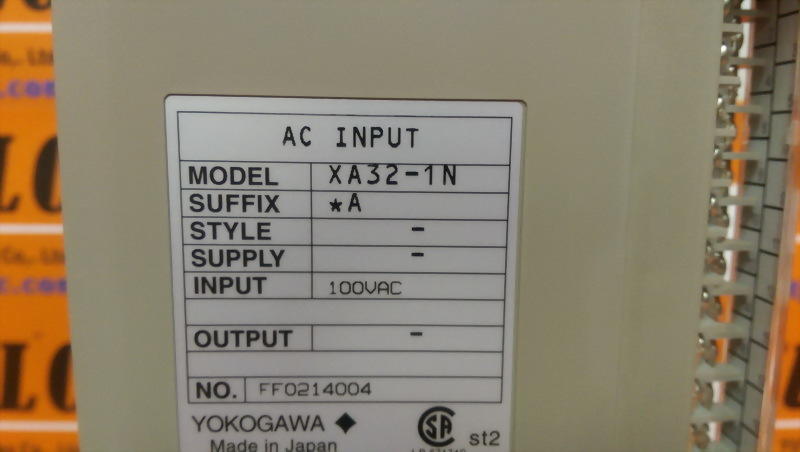 AC INPUT
MODEL XA32-1N
SUFFIX *A
STYLE -
SUPPLY -
INPUT 100VAC
OUTPUT -
NO. FF0214004
YOKOGAWA ◆
Made in Japan
st2